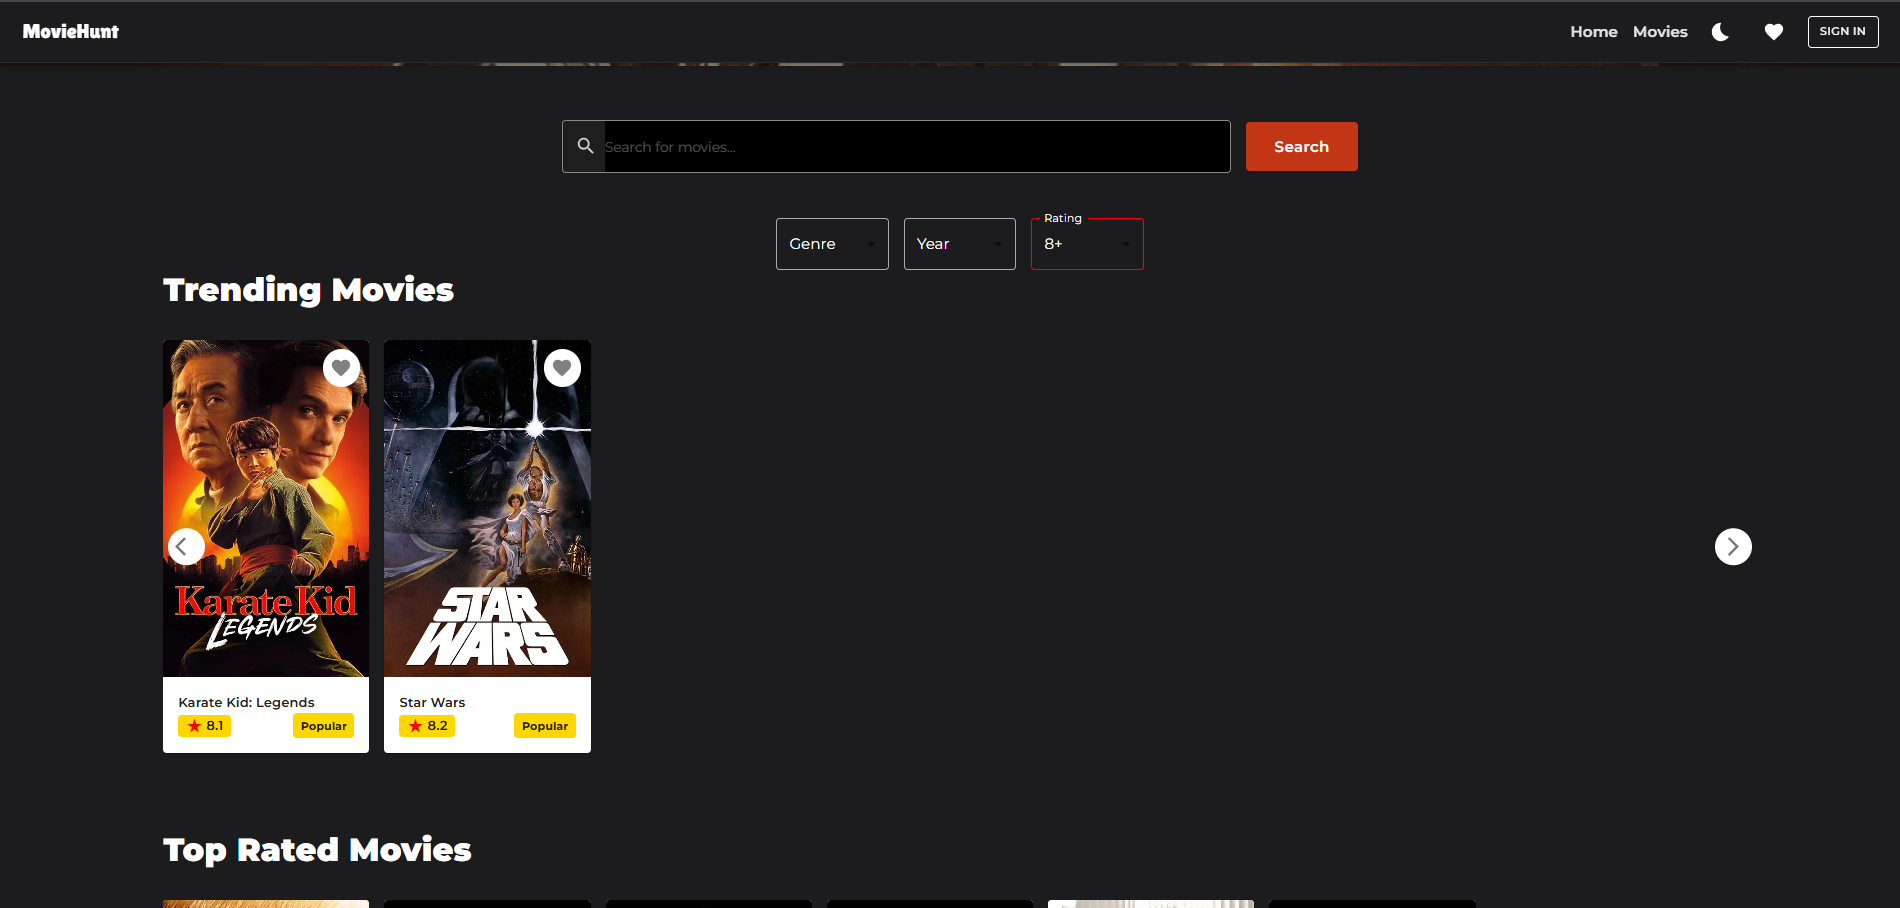 MovieHunt
Home
Movies
SIGN IN
Search for movies...
Search
Genre
Year
Rating
8+
Trending Movies
Karate Kid
LEGENDS
STAR
WARS
Karate Kid: Legends
8.1
Popular
Star Wars
8.2
Popular
Top Rated Movies